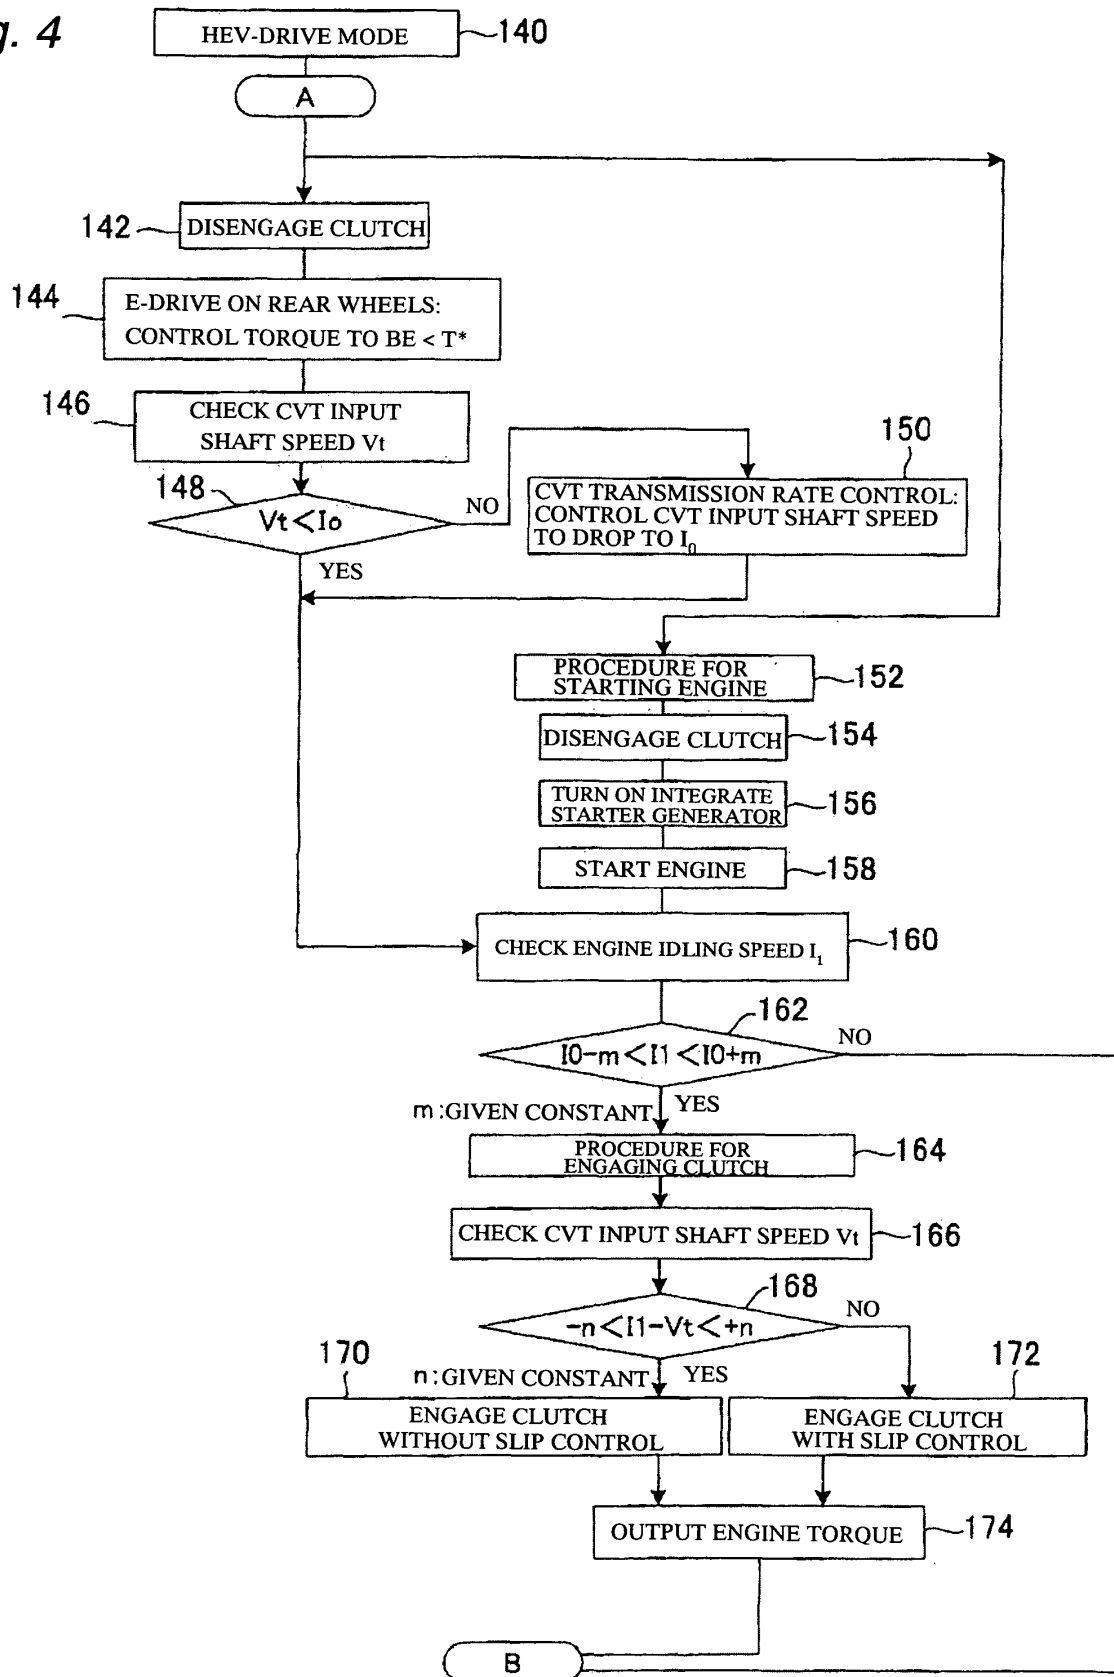 g. 4
HEV-DRIVE MODE
140
A
142
DISENGAGE CLUTCH
144
E-DRIVE ON REAR WHEELS:
CONTROL TORQUE TO BE < T*
146
CHECK CVT INPUT
SHAFT SPEED Vt
148
Vt<Io
NO
YES
150
CVT TRANSMISSION RATE CONTROL:
CONTROL CVT INPUT SHAFT SPEED
TO DROP TO I₀
PROCEDURE FOR
STARTING ENGINE
152
DISENGAGE CLUTCH
154
TURN ON INTEGRATE
STARTER GENERATOR
156
START ENGINE
158
CHECK ENGINE IDLING SPEED I₁
160
162
I0-m<I1<I0+m
NO
YES
m:GIVEN CONSTANT
PROCEDURE FOR
ENGAGING CLUTCH
164
CHECK CVT INPUT SHAFT SPEED Vt
166
168
-n<I1-Vt<+n
NO
YES
n:GIVEN CONSTANT
170
ENGAGE CLUTCH
WITHOUT SLIP CONTROL
172
ENGAGE CLUTCH
WITH SLIP CONTROL
OUTPUT ENGINE TORQUE
174
B